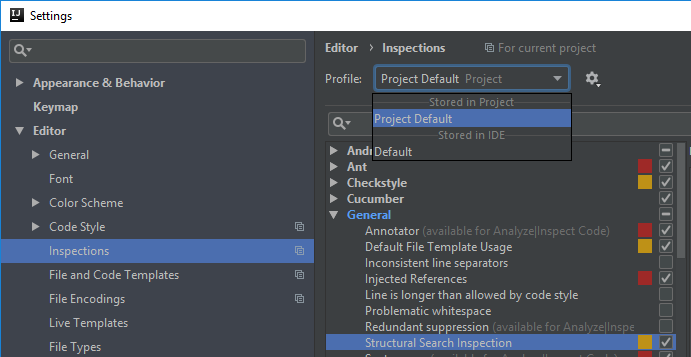 IJ Settings
Appearance & Behavior
Keymap
Editor
General
Font
Color Scheme
Code Style
Inspections
File and Code Templates
File Encodings
Live Templates
File Types
Editor › Inspections For current project
Profile: Project Default Project
Stored in Project
Project Default
Stored in IDE
Default
Ant
Checkstyle
Cucumber
General
Annotator (available for Analyze|Inspect Code)
Default File Template Usage
Inconsistent line separators
Injected References
Line is longer than allowed by code style
Problematic whitespace
Redundant suppression (available for Analyze|Inspe
Structural Search Inspection